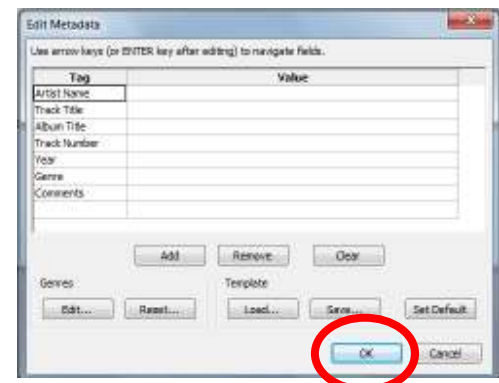 Edit Metadata
Use arrow keys (or ENTER key after editing) to navigate fields.
Tag Value
Artist Name
Track Title
Album Title
Track Number
Year
Genre
Comments
Add Remove Clear
Genres Template
Edit... Reset... Load... Save... Set Default
OK Cancel